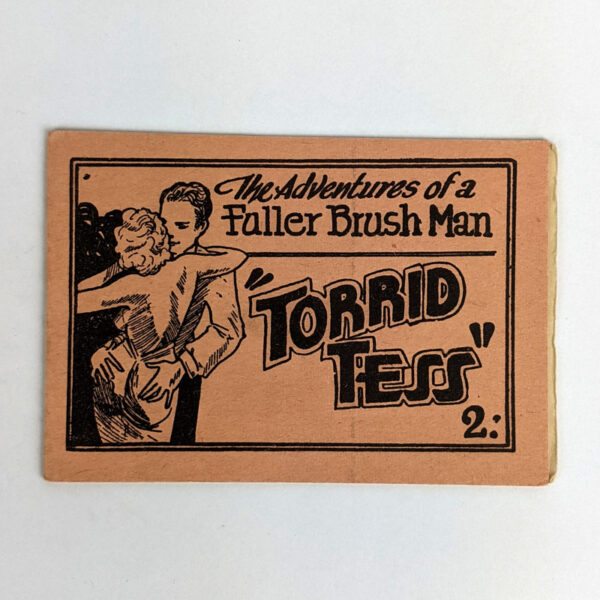 The Adventures of a
Fuller Brush Man
"TORRID
TESS"
2: